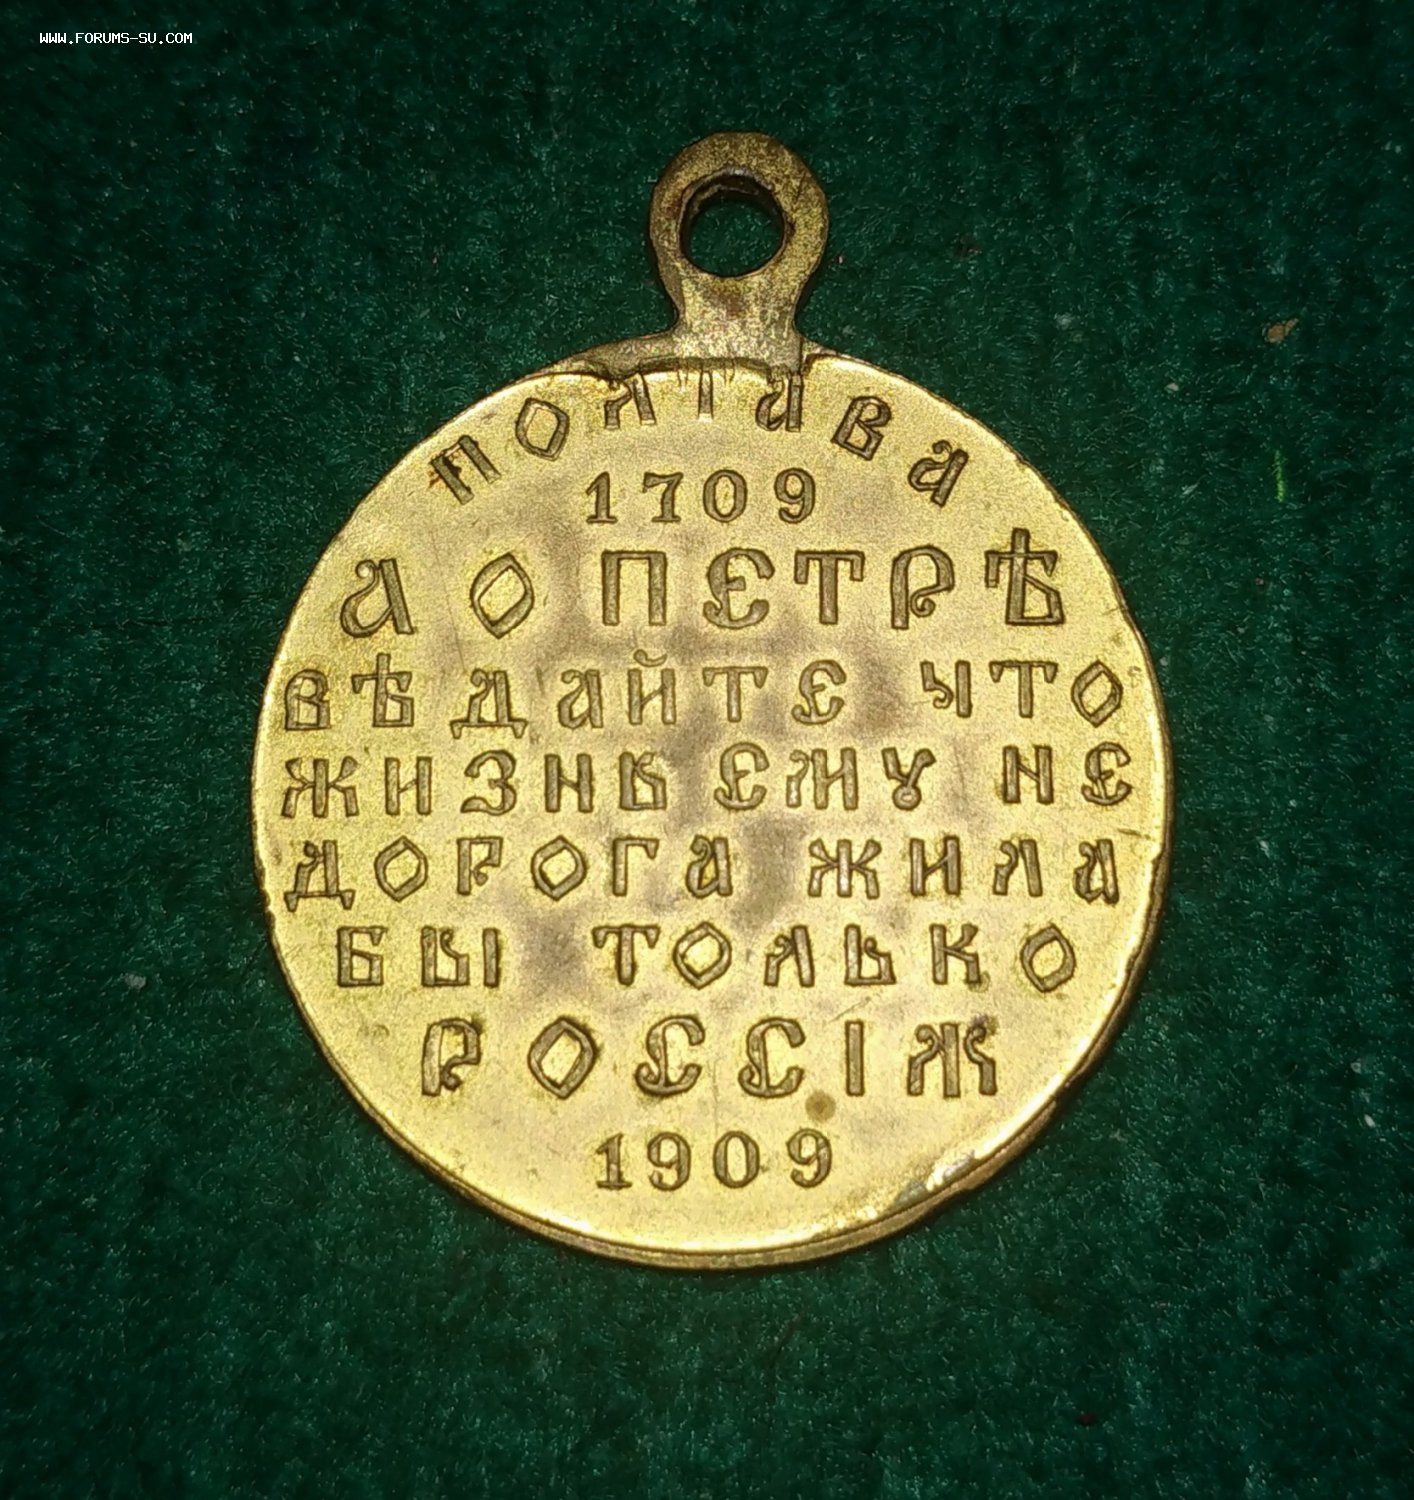 WWW.FORUMS-SU.COM
ПОЛТАВА
1709
А О ПЕТРѢ
ВѢДАЙТЕ ЧТО
ЖИЗНЬ ЕМУ НЕ
ДОРОГА ЖИЛА
БЫ ТОЛЬКО
РОССІЯ
1909